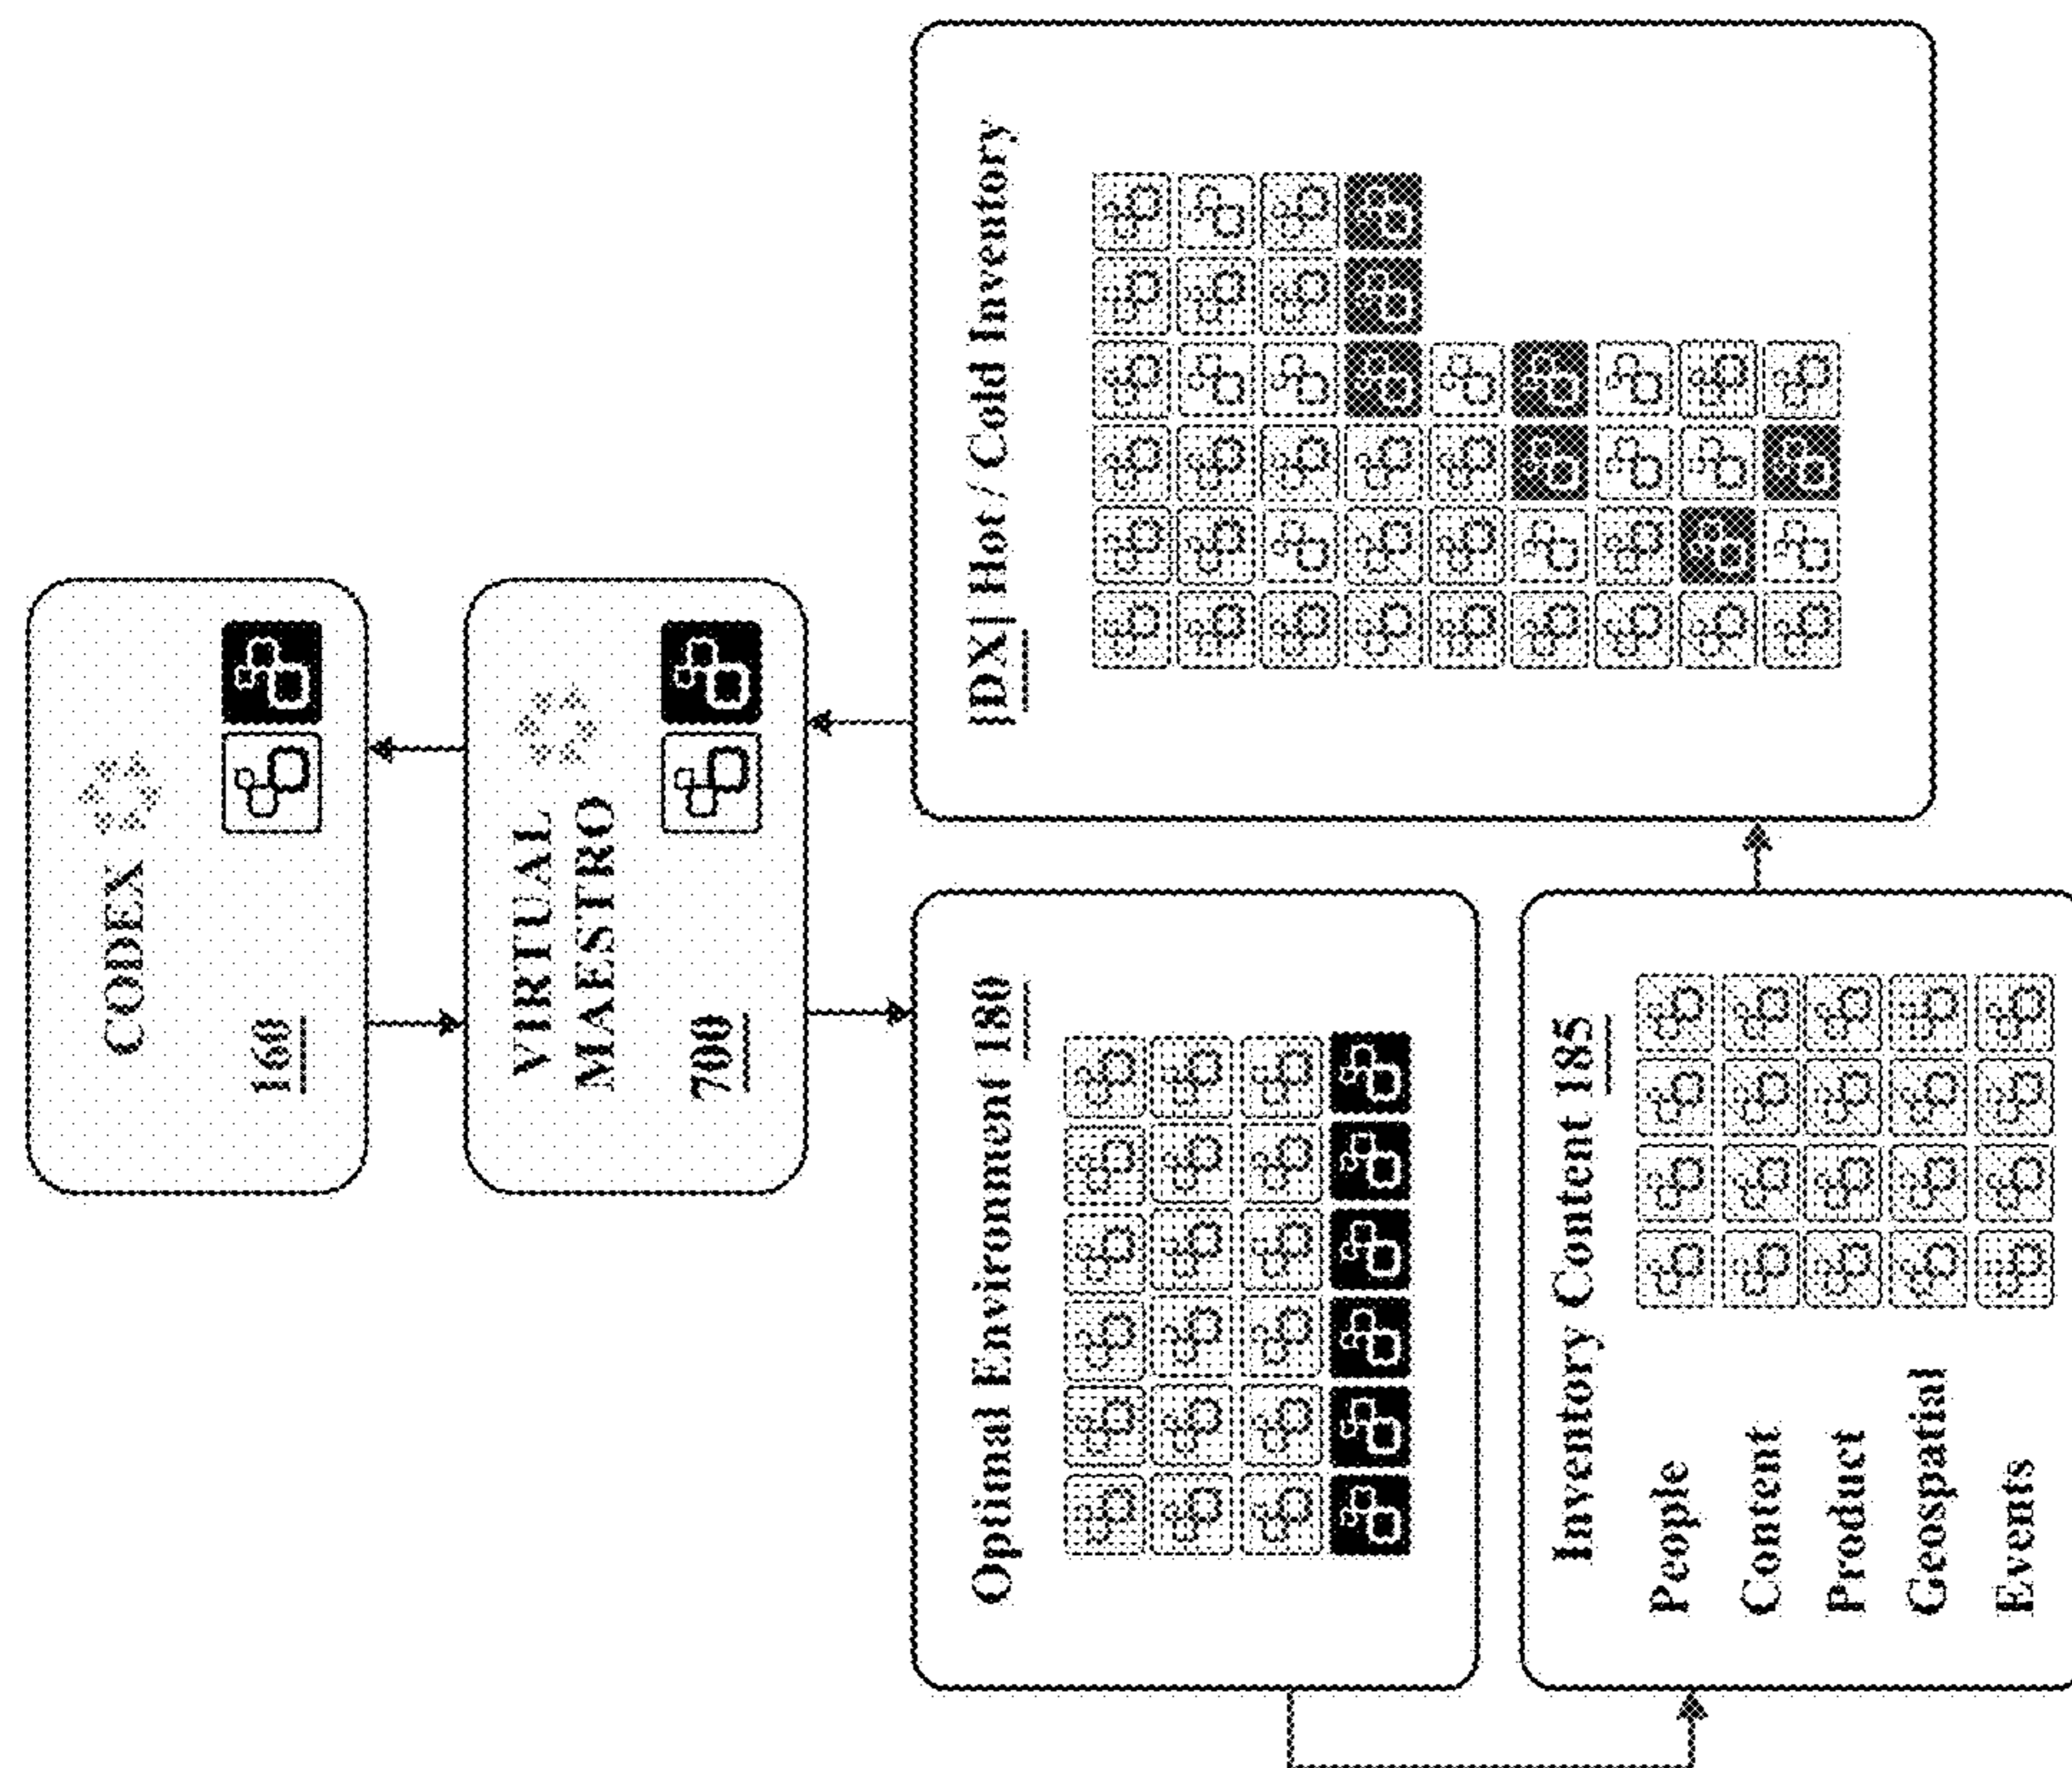 CODEX
160
VIRTUAL
MAESTRO
700
Optimal Environment 180
Inventory Content 185
People
Content
Product
Geospatial
Events
[DX] Hot / Cold Inventory